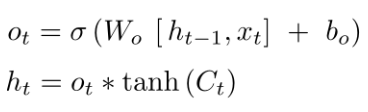 o_t = σ (W_o [h_{t−1}, x_t] + b_o)
h_t = o_t * tanh (C_t)